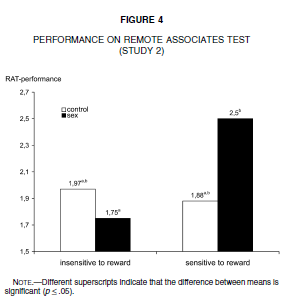 FIGURE 4
PERFORMANCE ON REMOTE ASSOCIATES TEST
(STUDY 2)
RAT-performance
2,7
2,5
2,3
2,1
1,9
1,7
1,5
control
sex
1,97a,b
1,75a
1,88a,b
2,5b
insensitive to reward
sensitive to reward
NOTE.—Different superscripts indicate that the difference between means is
significant (p ≤ .05).